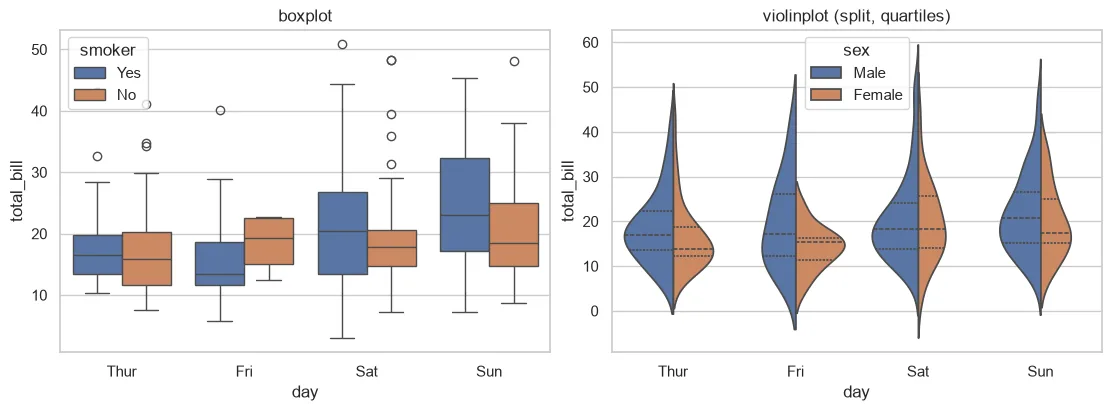 boxplot
total_bill
50
40
30
20
10
smoker
Yes
No
Thur Fri Sat Sun
day
violinplot (split, quartiles)
total_bill
60
50
40
30
20
10
0
sex
Male
Female
Thur Fri Sat Sun
day